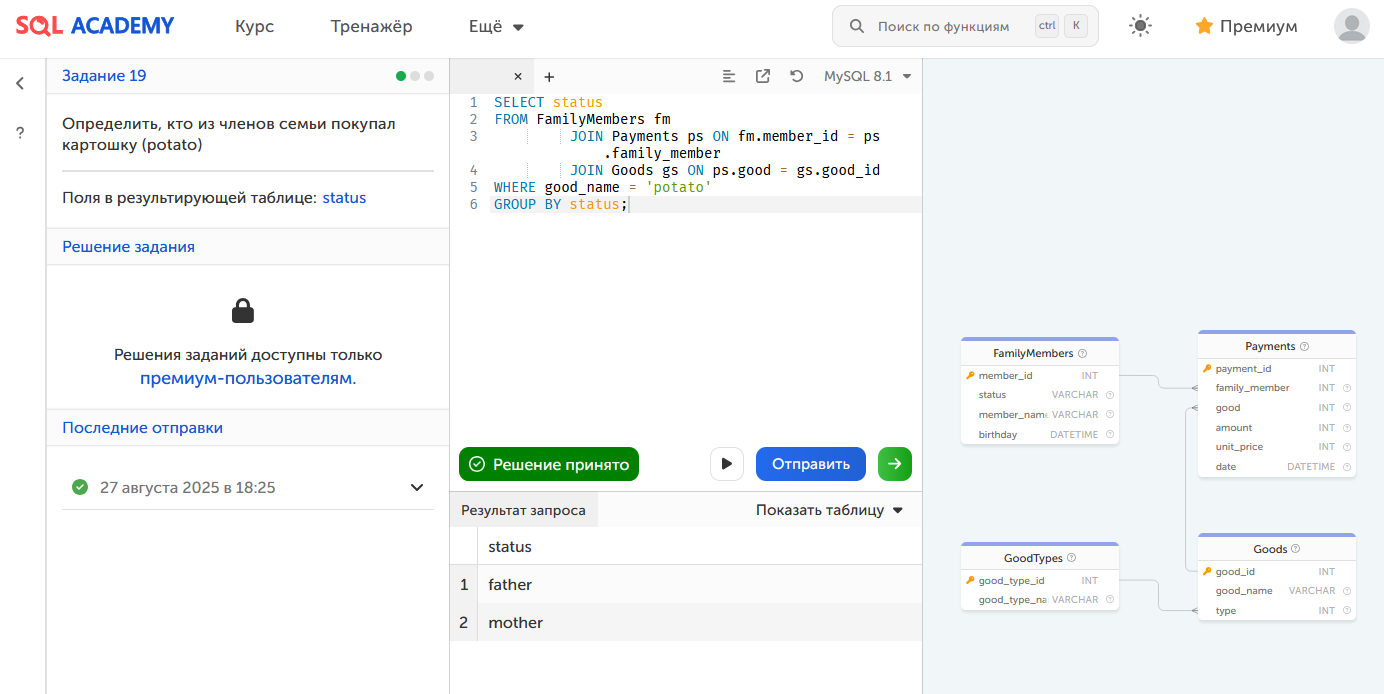 SQL ACADEMY
Курс
Тренажёр
Ещё
Поиск по функциям
ctrl
K
Премиум
Задание 19
?
Определить, кто из членов семьи покупал
картошку (potato)
Поля в результирующей таблице: status
Решение задания
Решения заданий доступны только
премиум-пользователям.
Последние отправки
27 августа 2025 в 18:25
× +
MySQL 8.1
1 SELECT status
2 FROM FamilyMembers fm
3 JOIN Payments ps ON fm.member_id = ps
.family_member
4 JOIN Goods gs ON ps.good = gs.good_id
5 WHERE good_name = 'potato'
6 GROUP BY status;
Решение принято
Отправить
Результат запроса
Показать таблицу
status
1 father
2 mother
FamilyMembers ?
member_id INT
status VARCHAR ?
member_name VARCHAR ?
birthday DATETIME ?
Payments ?
payment_id INT
family_member INT ?
good INT ?
amount INT ?
unit_price INT ?
date DATETIME ?
GoodTypes ?
good_type_id INT
good_type_na VARCHAR ?
Goods ?
good_id INT
good_name VARCHAR ?
type INT ?